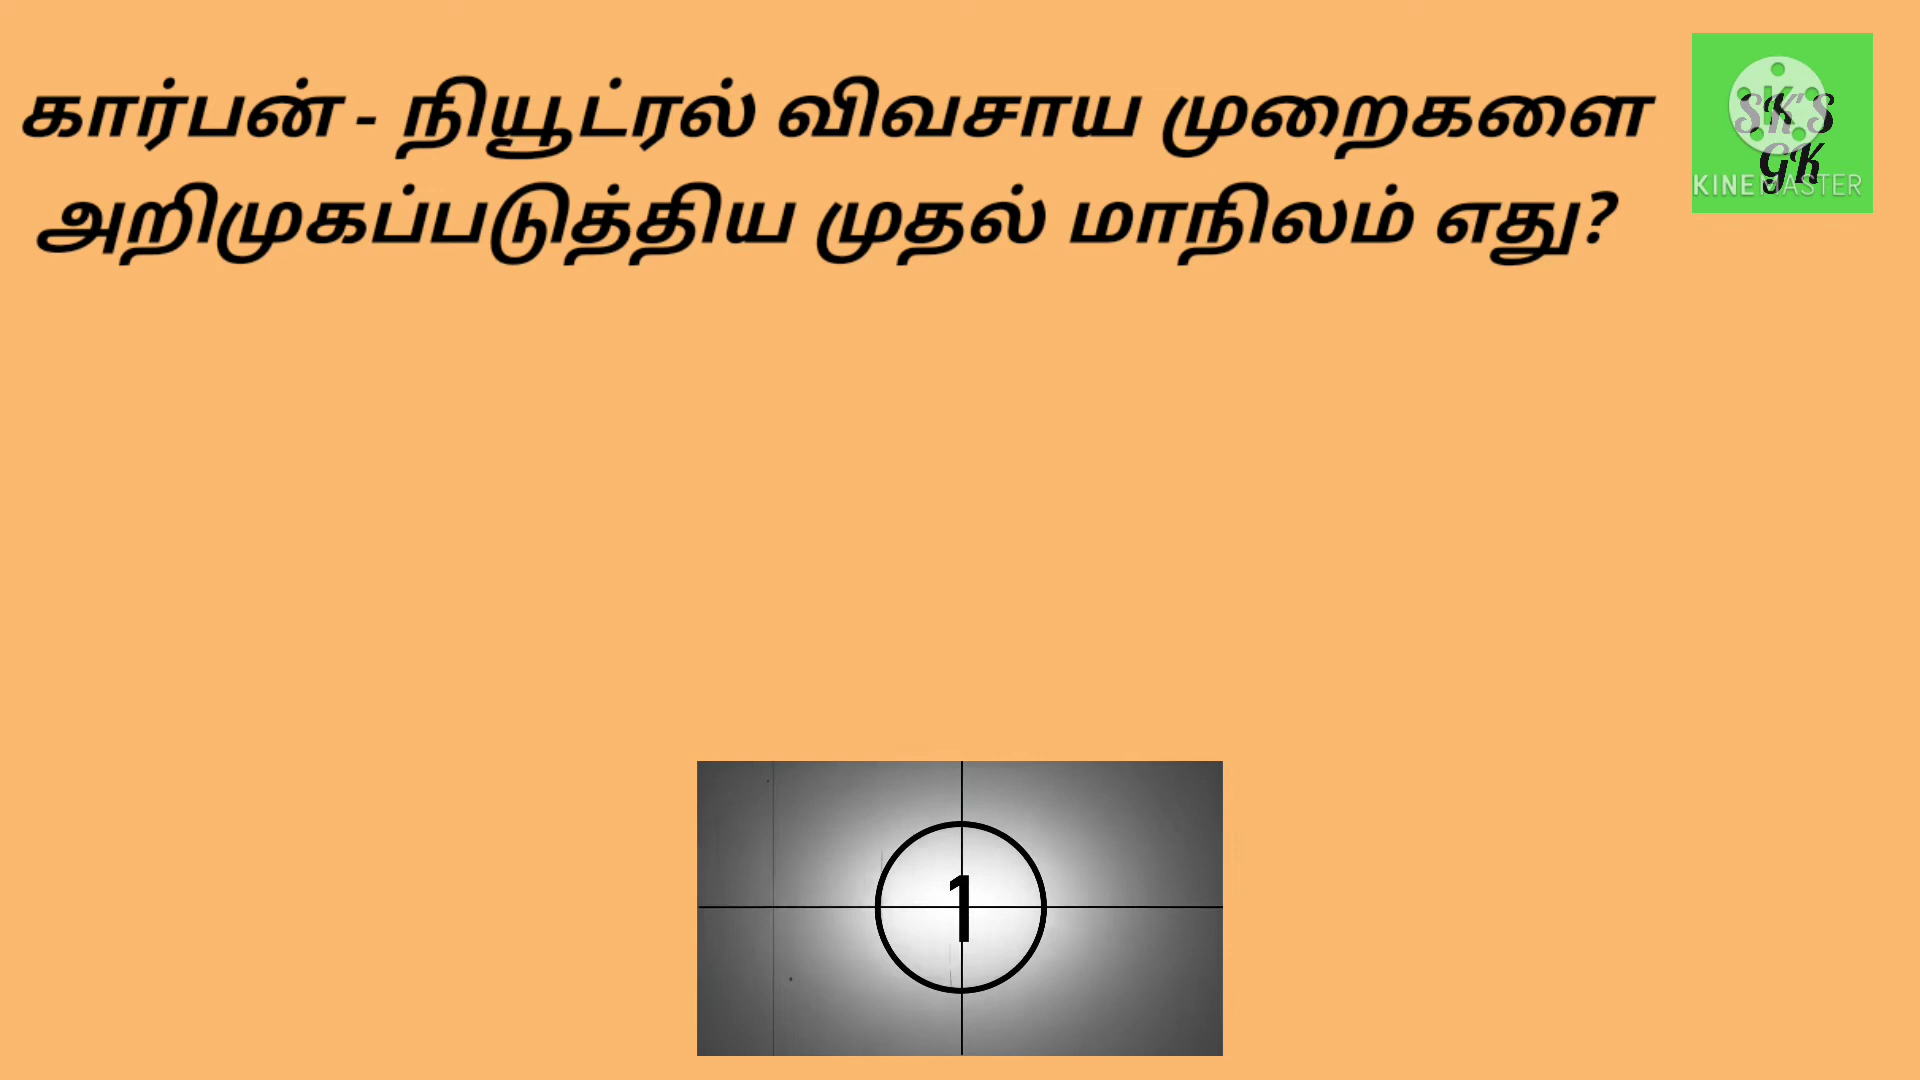 கார்பன் - நியூட்ரல் விவசாய முறைகளை
அறிமுகப்படுத்திய முதல் மாநிலம் எது?
SK'S
GK
KINEMASTER
1